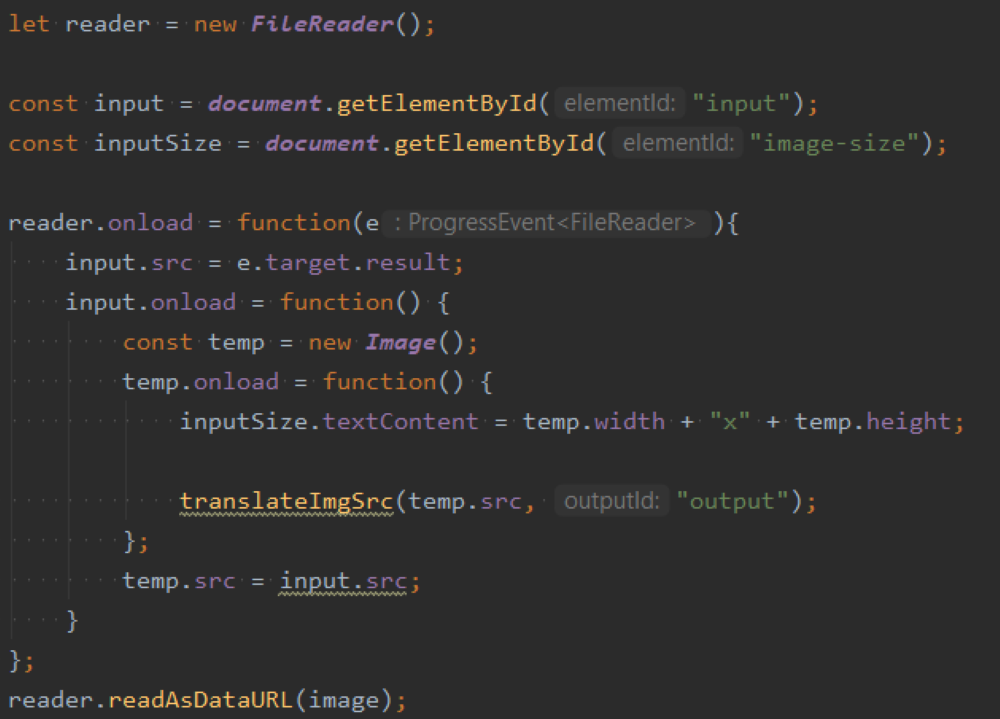 let reader = new FileReader();
const input = document.getElementById( elementId: "input");
const inputSize = document.getElementById( elementId: "image-size");
reader.onload = function(e : ProgressEvent<FileReader> ){
input.src = e.target.result;
input.onload = function() {
const temp = new Image();
temp.onload = function() {
inputSize.textContent = temp.width + "x" + temp.height;
translateImgSrc(temp.src, outputId: "output");
};
temp.src = input.src;
}
};
reader.readAsDataURL(image);